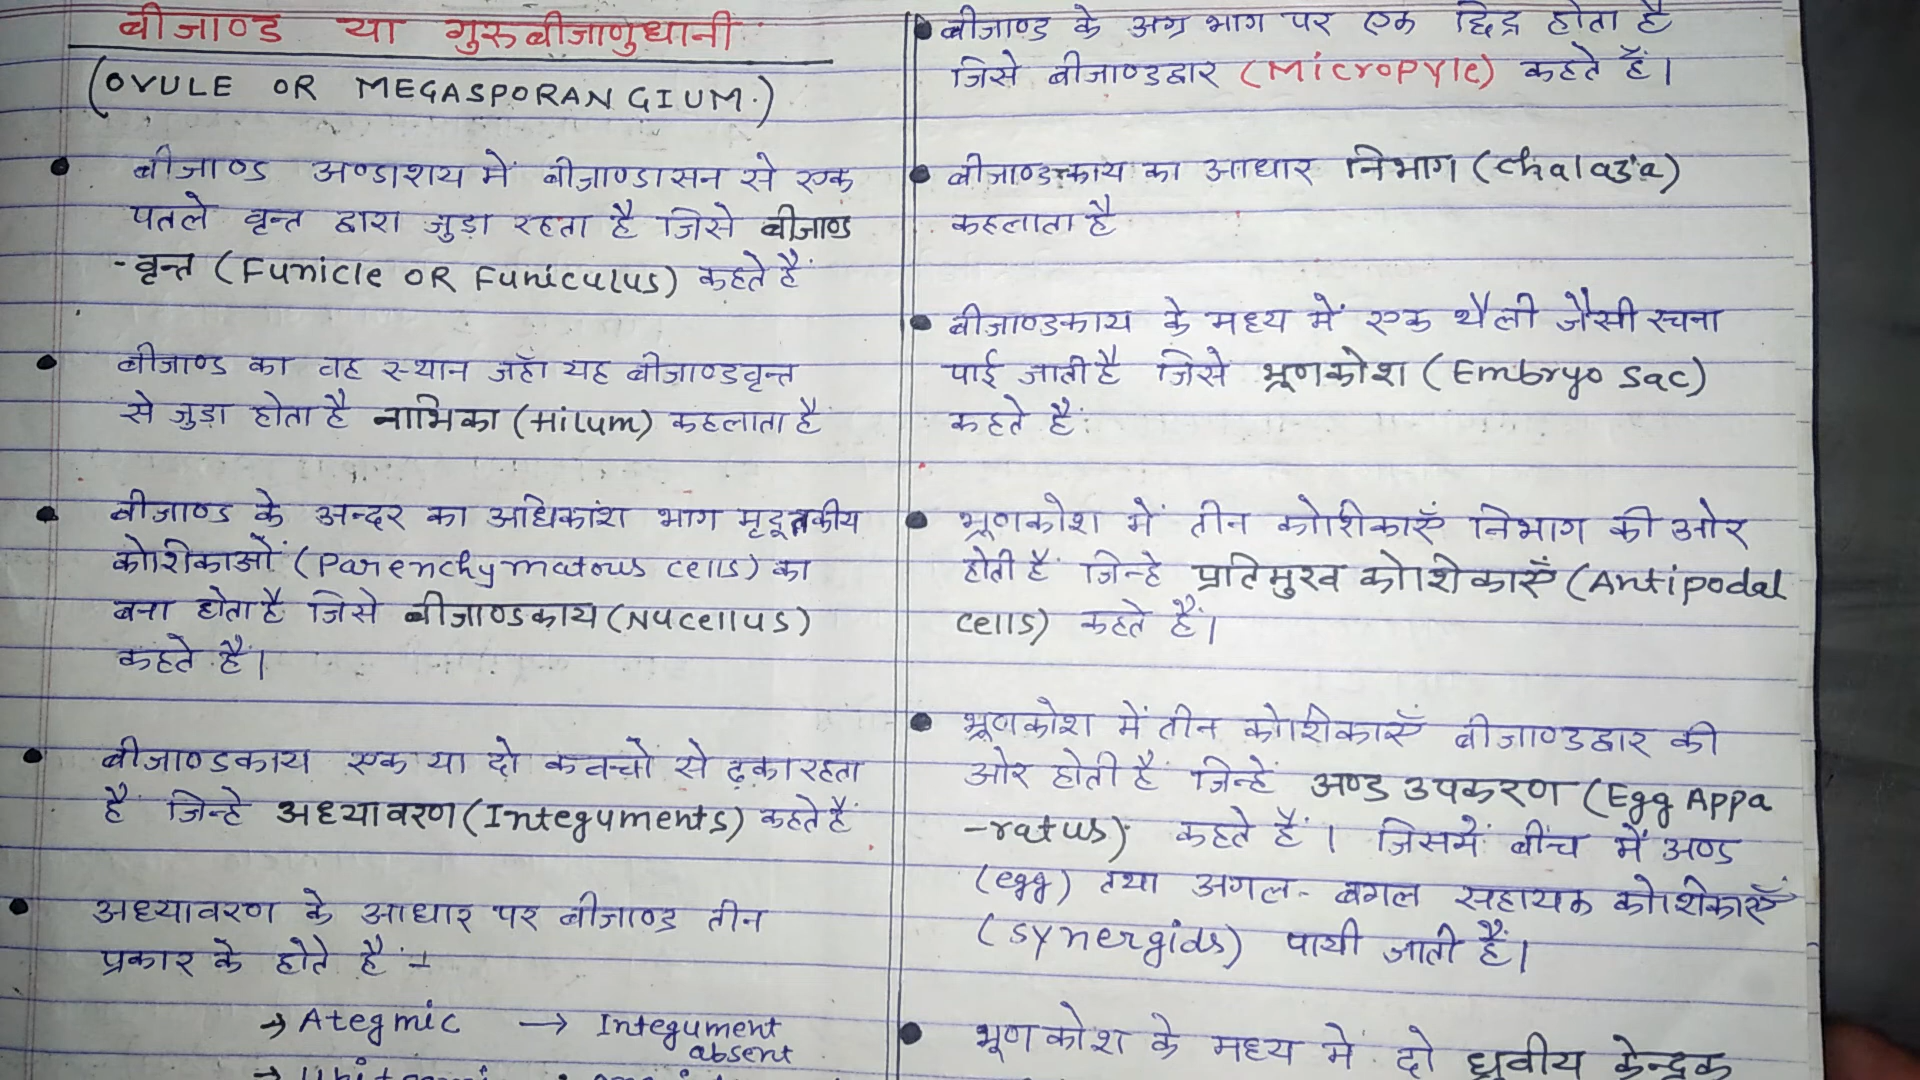 बीजाण्ड या गुरुबीजाणुधानी
(OVULE OR MEGASPORANGIUM.)
• बीजाण्ड अण्डाशय में बीजाण्डासन से एक
पतले वृन्त द्वारा जुड़ा रहता है जिसे बीजाण्ड
-वृन्त (Funicle OR Funiculus) कहते हैं
• बीजाण्ड का वह स्थान जहाँ यह बीजाण्डवृन्त
से जुड़ा होता है नाभिका (Hilum) कहलाता है
• बीजाण्ड के अन्दर का अधिकांश भाग मृदूतकीय
कोशिकाओं (Parenchymatous cells) का
बना होता है जिसे बीजाण्डकाय (Nucellus)
कहते है।
• बीजाण्डकाय एक या दो कवचों से ढ़का रहता
है जिन्हे अध्यावरण (Integuments) कहते हैं
• अध्यावरण के आधार पर बीजाण्ड तीन
प्रकार के होते है -
→ Ategmic → Integument
absent
• बीजाण्ड के अग्र भाग पर एक छिद्र होता है
जिसे बीजाण्डद्वार (Micropyle) कहते हैं।
• बीजाण्डकाय का आधार निभाग (chalaza)
कहलाता है
• बीजाण्डकाय के मध्य में एक थैली जैसी रचना
पाई जाती है जिसे भ्रूणकोश (Embryo sac)
कहते है
• भ्रूणकोश में तीन कोशिकाएँ निभाग की ओर
होती हैं जिन्हे प्रतिमुख कोशिकाएँ (Antipodal
cells) कहते हैं।
• भ्रूणकोश में तीन कोशिकाएँ बीजाण्डद्वार की
ओर होती हैं जिन्हें अण्ड उपकरण (Egg Appa
-ratus) कहते हैं। जिसमें बींच में अण्ड
(egg) तथा अगल-बगल सहायक कोशिकाएँ
(synergids) पायी जाती हैं।
• भ्रूणकोश के मध्य में दो ध्रुवीय केन्द्रक